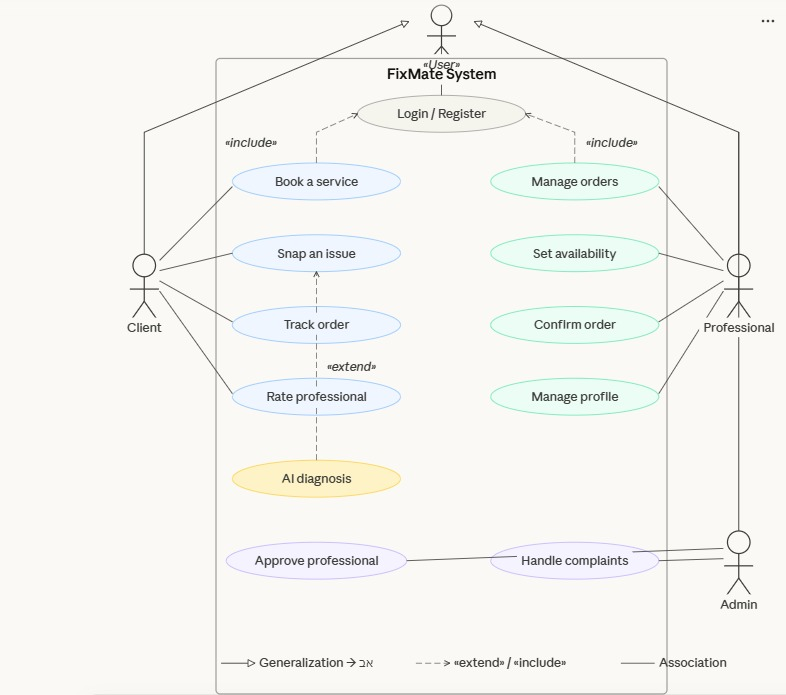 «User»
FixMate System
Login / Register
«include»
«include»
Book a service
Manage orders
Snap an issue
Set availability
Client
Track order
Confirm order
Professional
«extend»
Rate professional
Manage profile
AI diagnosis
Approve professional
Handle complaints
Admin
Generalization → אב
«extend» / «include»
Association